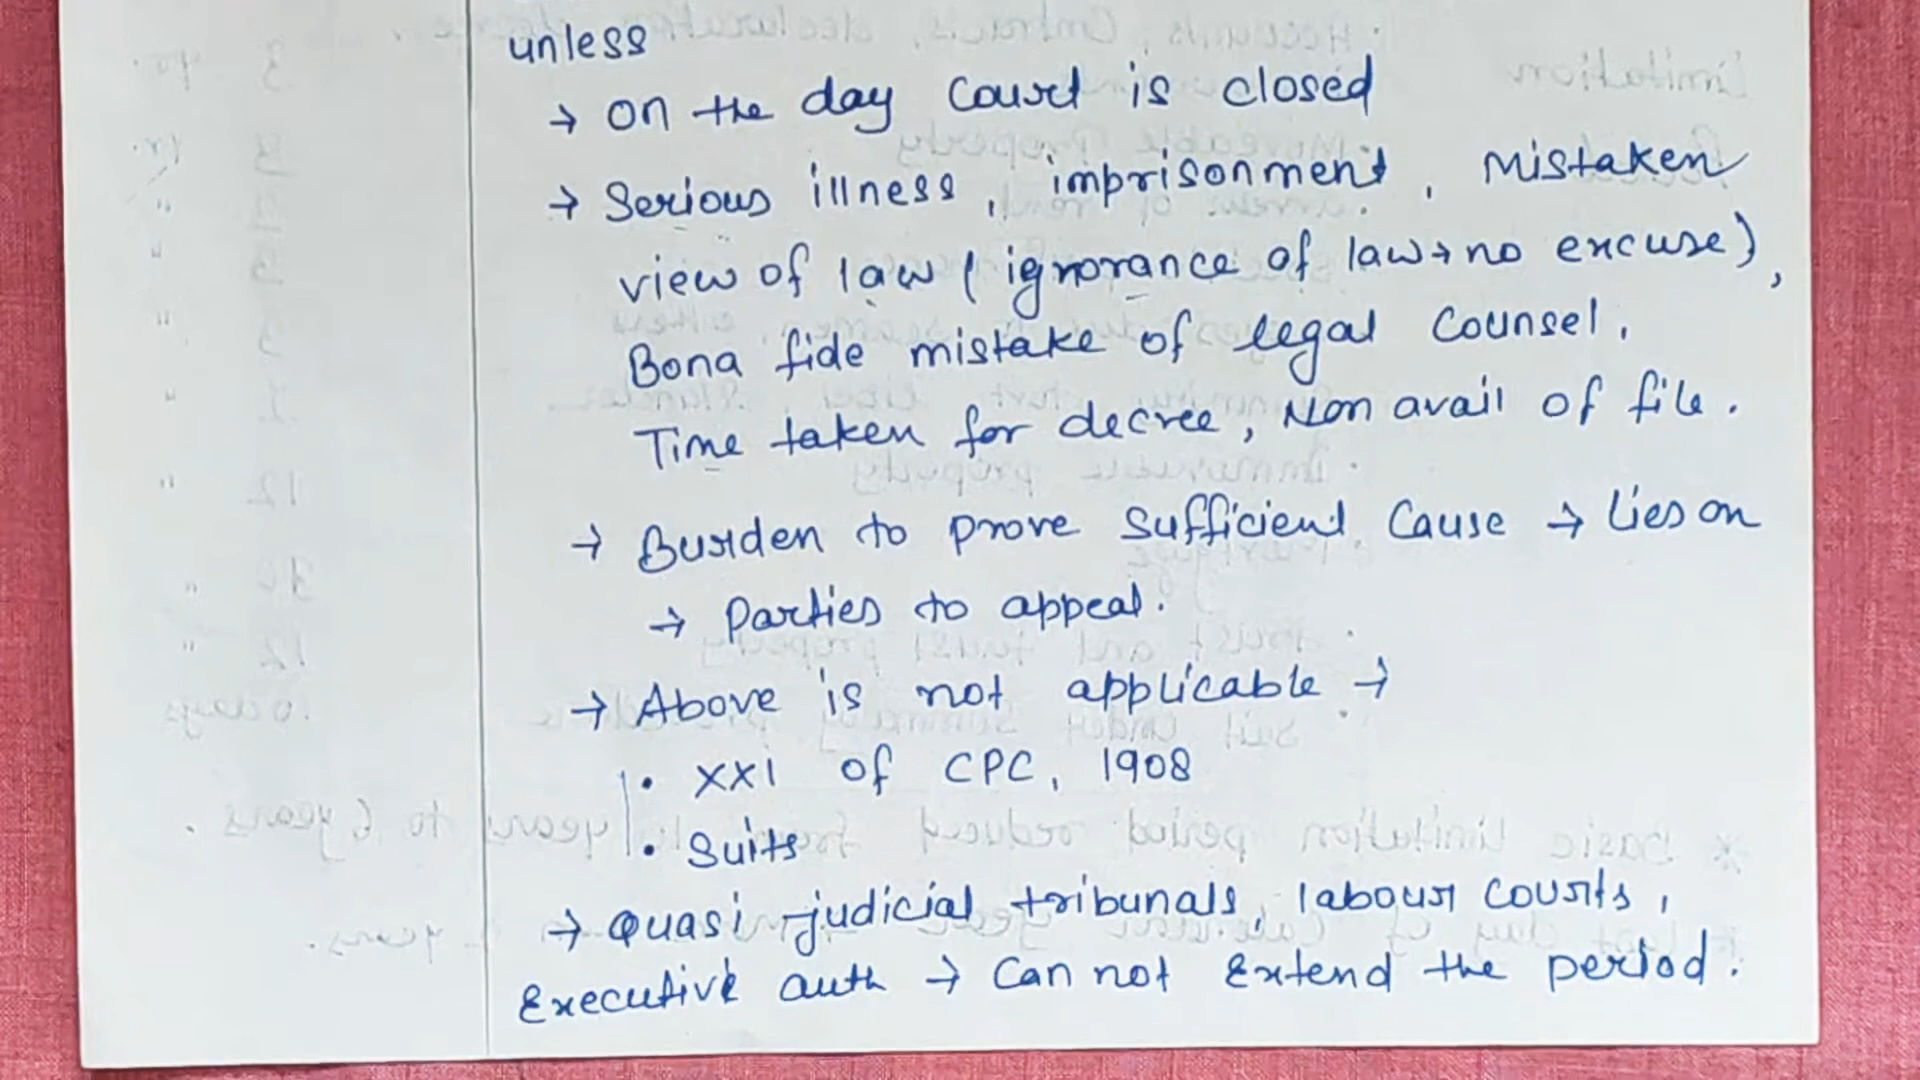 unless
→ on the day Court is closed
→ Serious illness, imprisonment, Mistaken
view of law (ignorance of law → no excuse),
Bona fide mistake of legal Counsel,
Time taken for decree, Non avail of file.
→ Burden to prove Sufficient Cause → Lies on
→ Parties to appeal.
→ Above is not applicable →
• XXI of CPC, 1908
• Suits
→ Quasi-judicial tribunals, labour courts,
Executive auth → Can not Extend the period.